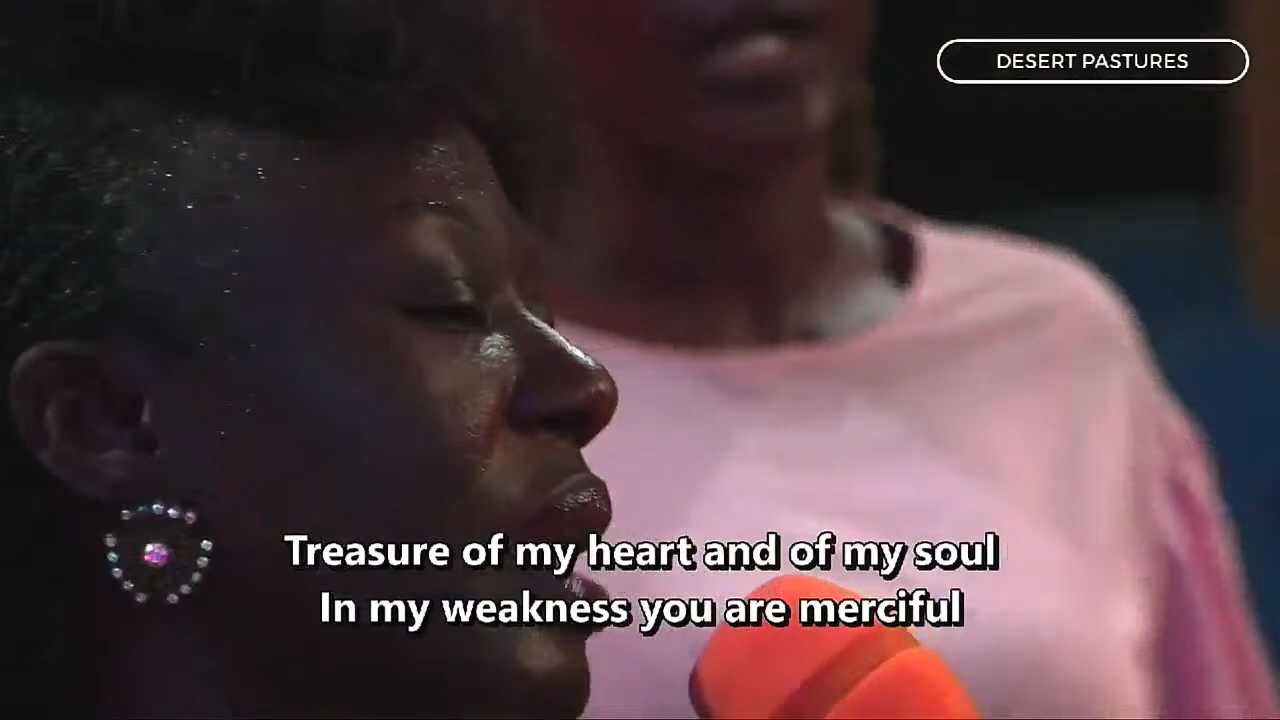 DESERT PASTURES
Treasure of my heart and of my soul
In my weakness you are merciful